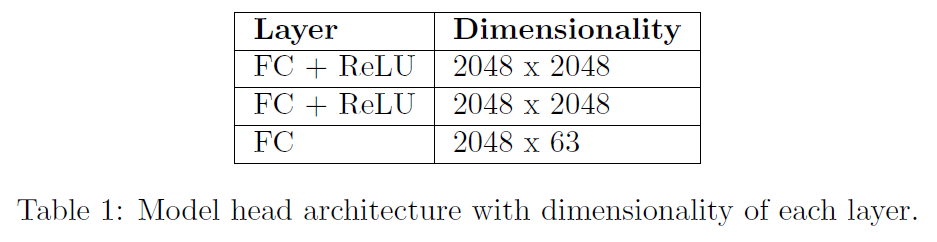 Layer Dimensionality
FC + ReLU 2048 x 2048
FC + ReLU 2048 x 2048
FC 2048 x 63
Table 1: Model head architecture with dimensionality of each layer.